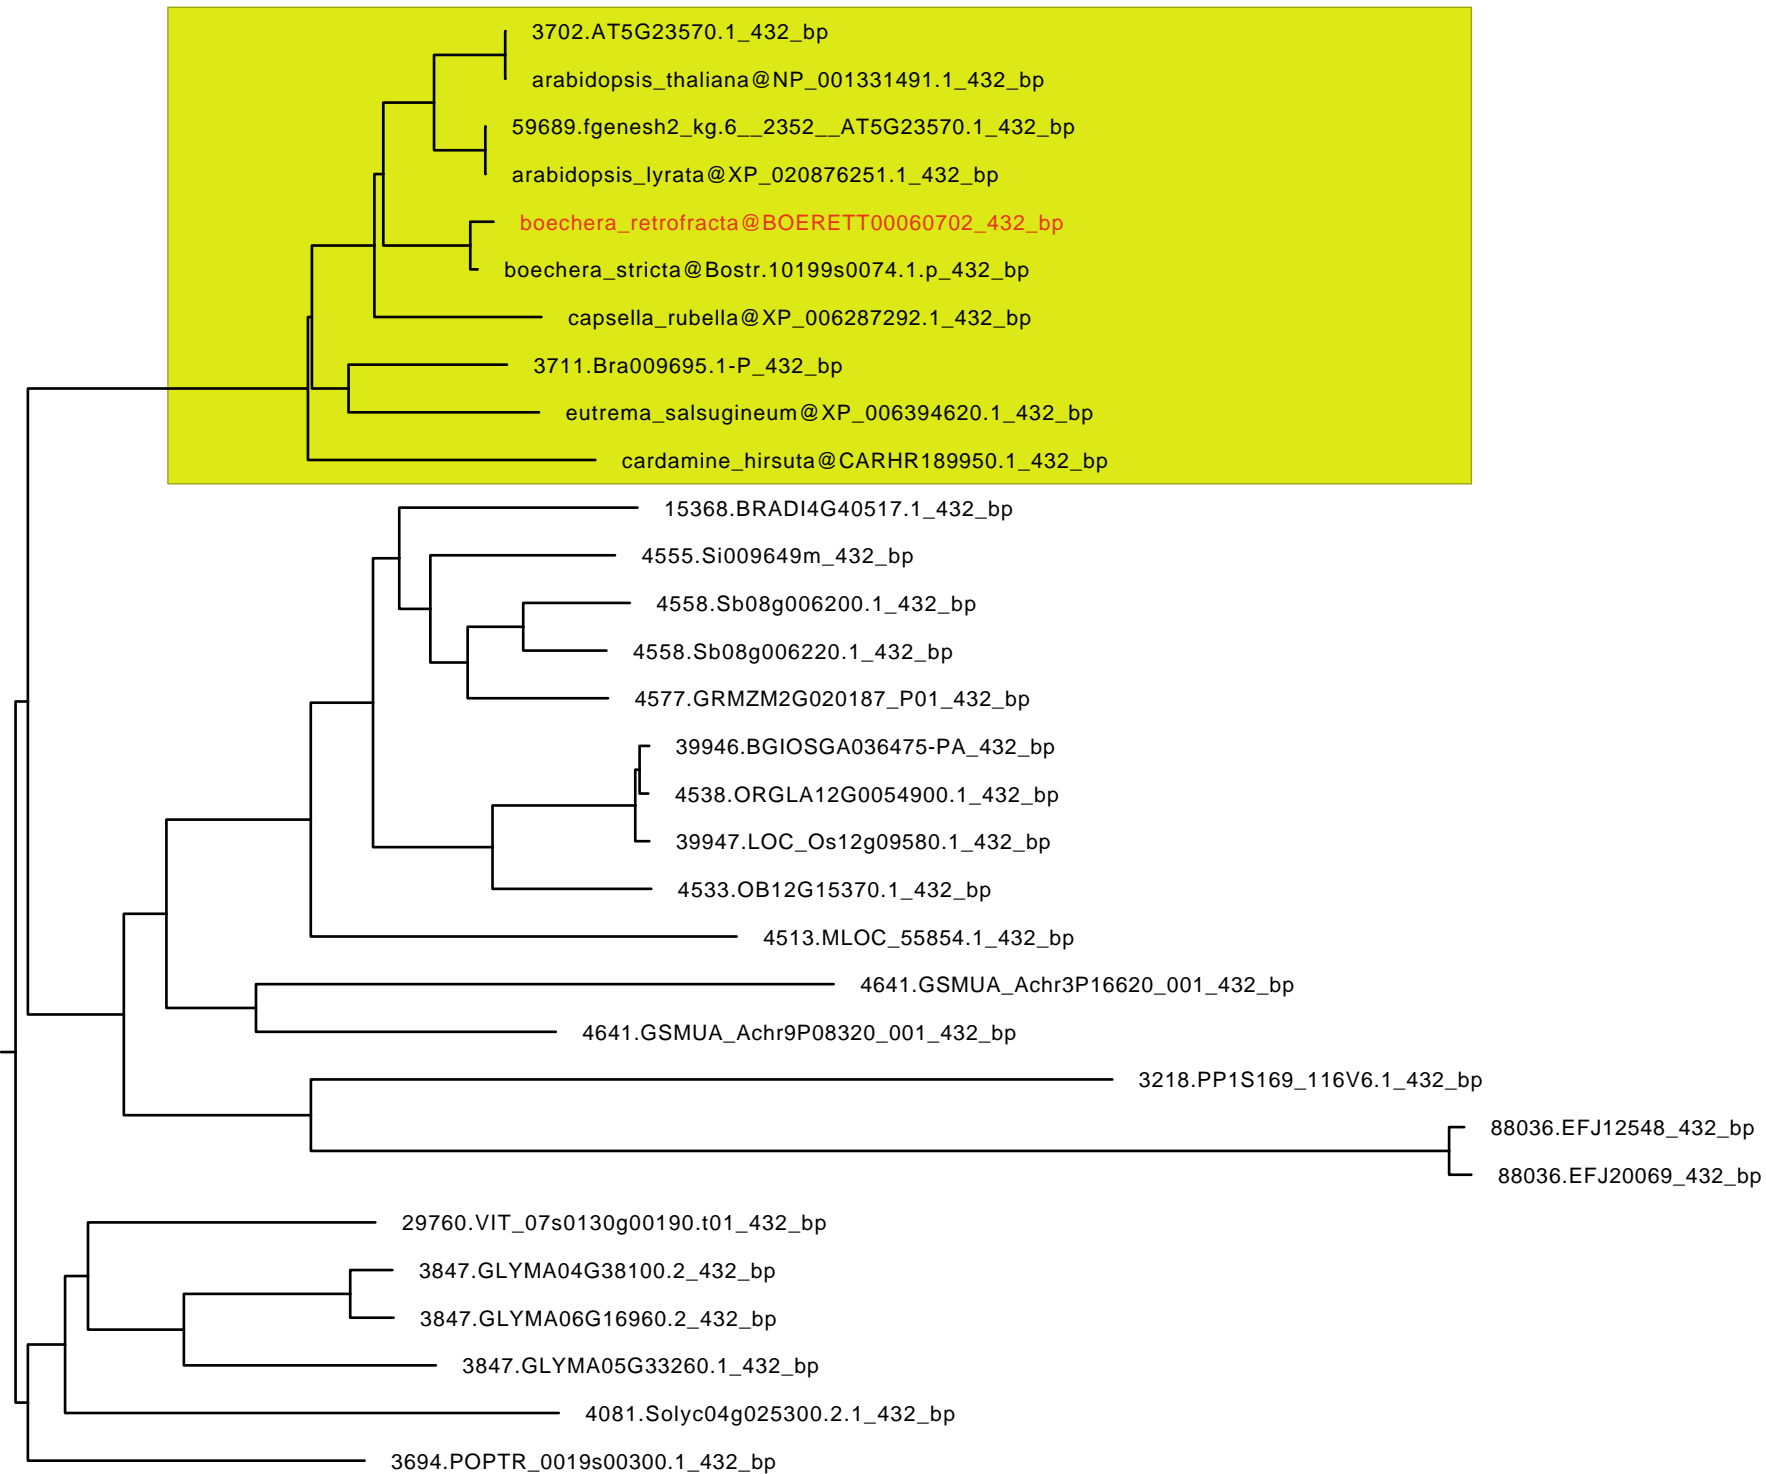 3702.AT5G23570.1_432_bp
arabidopsis_thaliana@NP_001331491.1_432_bp
59689.fgenesh2_kg.6__2352__AT5G23570.1_432_bp
arabidopsis_lyrata@XP_020876251.1_432_bp
boechera_retrofracta@BOERETT00060702_432_bp
boechera_stricta@Bostr.10199s0074.1.p_432_bp
capsella_rubella@XP_006287292.1_432_bp
3711.Bra009695.1-P_432_bp
eutrema_salsugineum@XP_006394620.1_432_bp
cardamine_hirsuta@CARHR189950.1_432_bp
15368.BRADI4G40517.1_432_bp
4555.Si009649m_432_bp
4558.Sb08g006200.1_432_bp
4558.Sb08g006220.1_432_bp
4577.GRMZM2G020187_P01_432_bp
39946.BGIOSGA036475-PA_432_bp
4538.ORGLA12G0054900.1_432_bp
39947.LOC_Os12g09580.1_432_bp
4533.OB12G15370.1_432_bp
4513.MLOC_55854.1_432_bp
4641.GSMUA_Achr3P16620_001_432_bp
4641.GSMUA_Achr9P08320_001_432_bp
3218.PP1S169_116V6.1_432_bp
88036.EFJ12548_432_bp
88036.EFJ20069_432_bp
29760.VIT_07s0130g00190.t01_432_bp
3847.GLYMA04G38100.2_432_bp
3847.GLYMA06G16960.2_432_bp
3847.GLYMA05G33260.1_432_bp
4081.Solyc04g025300.2.1_432_bp
3694.POPTR_0019s00300.1_432_bp